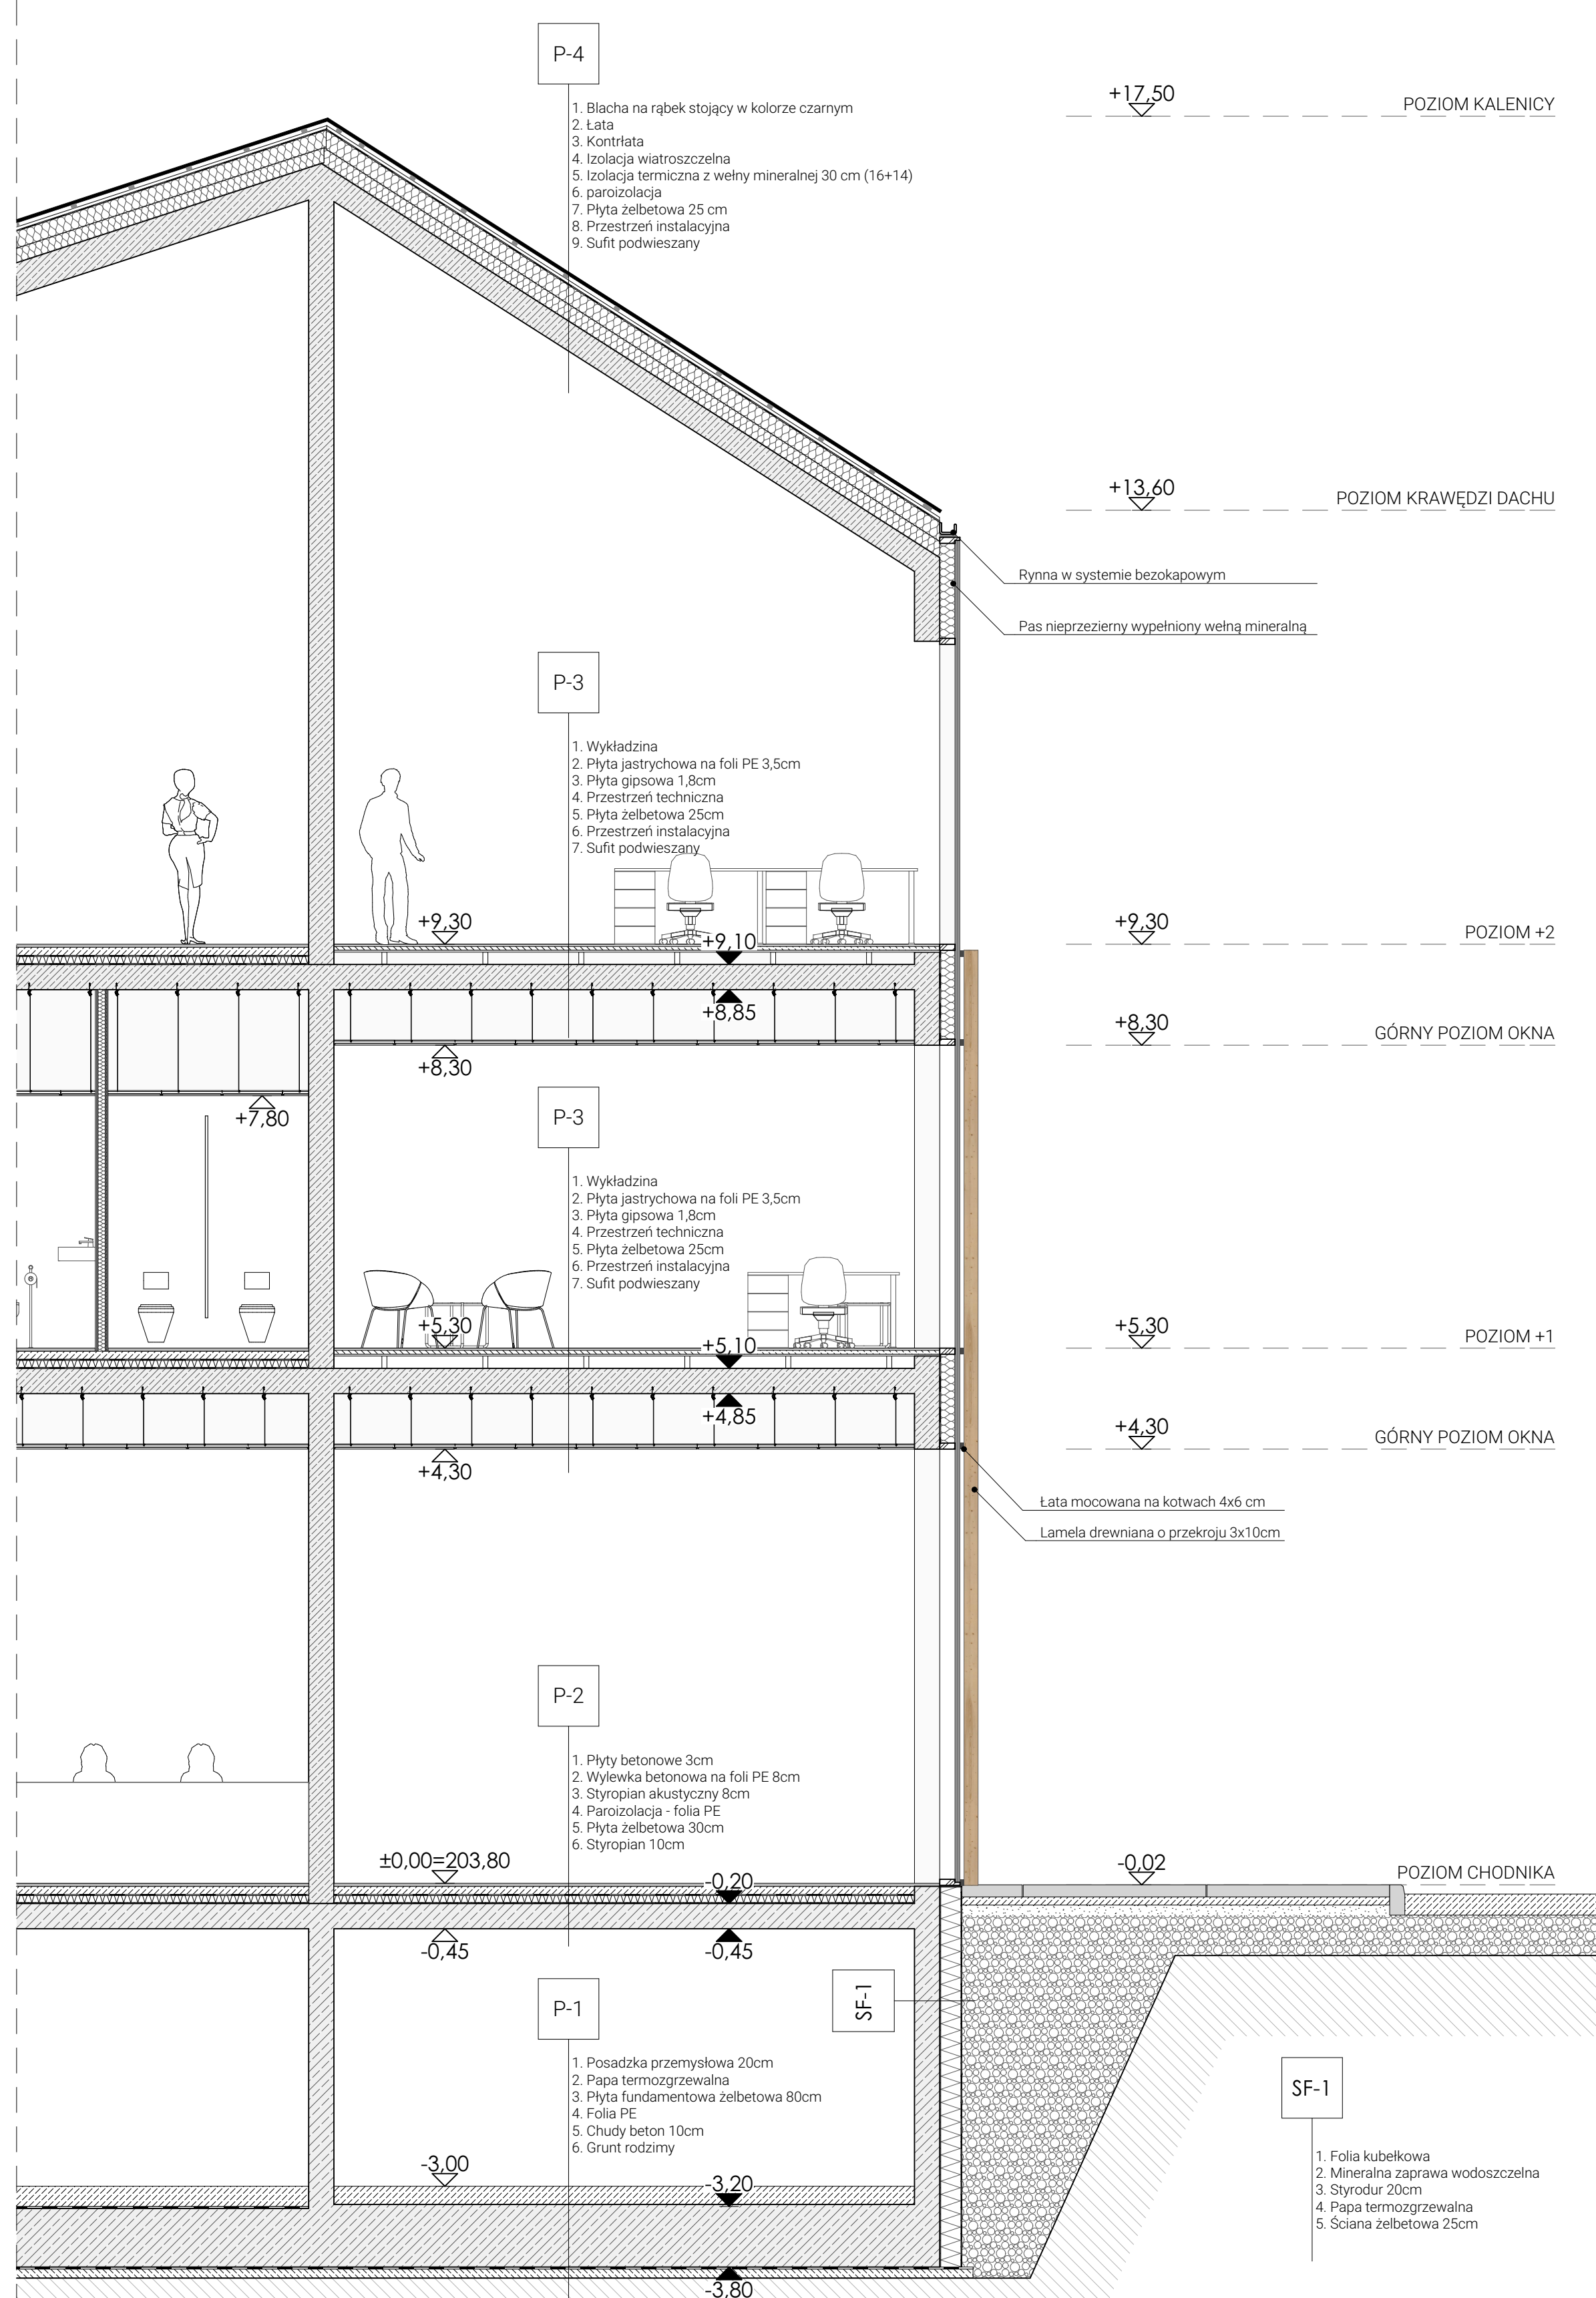 P-4
1. Blacha na rąbek stojący w kolorze czarnym
2. Łata
3. Kontrłata
4. Izolacja wiatroszczelna
5. Izolacja termiczna z wełny mineralnej 30 cm (16+14)
6. paroizolacja
7. Płyta żelbetowa 25 cm
8. Przestrzeń instalacyjna
9. Sufit podwieszany
+17,50
POZIOM KALENICY
+13,60
POZIOM KRAWĘDZI DACHU
Rynna w systemie bezokapowym
Pas nieprzezierny wypełniony wełną mineralną
P-3
1. Wykładzina
2. Płyta jastrychowa na foli PE 3,5cm
3. Płyta gipsowa 1,8cm
4. Przestrzeń techniczna
5. Płyta żelbetowa 25cm
6. Przestrzeń instalacyjna
7. Sufit podwieszany
+9,30
+9,10
+9,30
POZIOM +2
+8,85
+8,30
GÓRNY POZIOM OKNA
+8,30
+7,80
P-3
1. Wykładzina
2. Płyta jastrychowa na foli PE 3,5cm
3. Płyta gipsowa 1,8cm
4. Przestrzeń techniczna
5. Płyta żelbetowa 25cm
6. Przestrzeń instalacyjna
7. Sufit podwieszany
+5,30
+5,10
+5,30
POZIOM +1
+4,85
+4,30
GÓRNY POZIOM OKNA
+4,30
Łata mocowana na kotwach 4x6 cm
Lamela drewniana o przekroju 3x10cm
P-2
1. Płyty betonowe 3cm
2. Wylewka betonowa na foli PE 8cm
3. Styropian akustyczny 8cm
4. Paroizolacja - folia PE
5. Płyta żelbetowa 30cm
6. Styropian 10cm
±0,00=203,80
-0,20
-0,02
POZIOM CHODNIKA
-0,45
-0,45
P-1
SF-1
1. Posadzka przemysłowa 20cm
2. Papa termozgrzewalna
3. Płyta fundamentowa żelbetowa 80cm
4. Folia PE
5. Chudy beton 10cm
6. Grunt rodzimy
-3,00
-3,20
SF-1
1. Folia kubełkowa
2. Mineralna zaprawa wodoszczelna
3. Styrodur 20cm
4. Papa termozgrzewalna
5. Ściana żelbetowa 25cm
-3,80